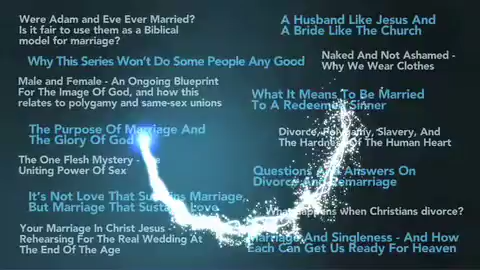 Were Adam and Eve Ever Married?
Is it fair to use them as a Biblical
model for marriage?
Why This Series Won't Do Some People Any Good
Male and Female - An Ongoing Blueprint
For The Image Of God, and how this
relates to polygamy and same-sex unions
The Purpose Of Marriage And
The Glory Of God
The One Flesh Mystery -
Uniting Power Of Sex
It's Not Love That Sustains Marriage,
But Marriage That Sustains Love
Your Marriage In Christ Jesus -
Rehearsing For The Real Wedding At
The End Of The Age
A Husband Like Jesus And
A Bride Like The Church
Naked And Not Ashamed -
Why We Wear Clothes
What It Means To Be Married
To A Redeemed Sinner
Divorce, Polygamy, Slavery, And
The Hardness Of The Human Heart
Questions And Answers On
Divorce And Remarriage
What happens when Christians divorce?
Marriage And Singleness - And How
Each Can Get Us Ready For Heaven